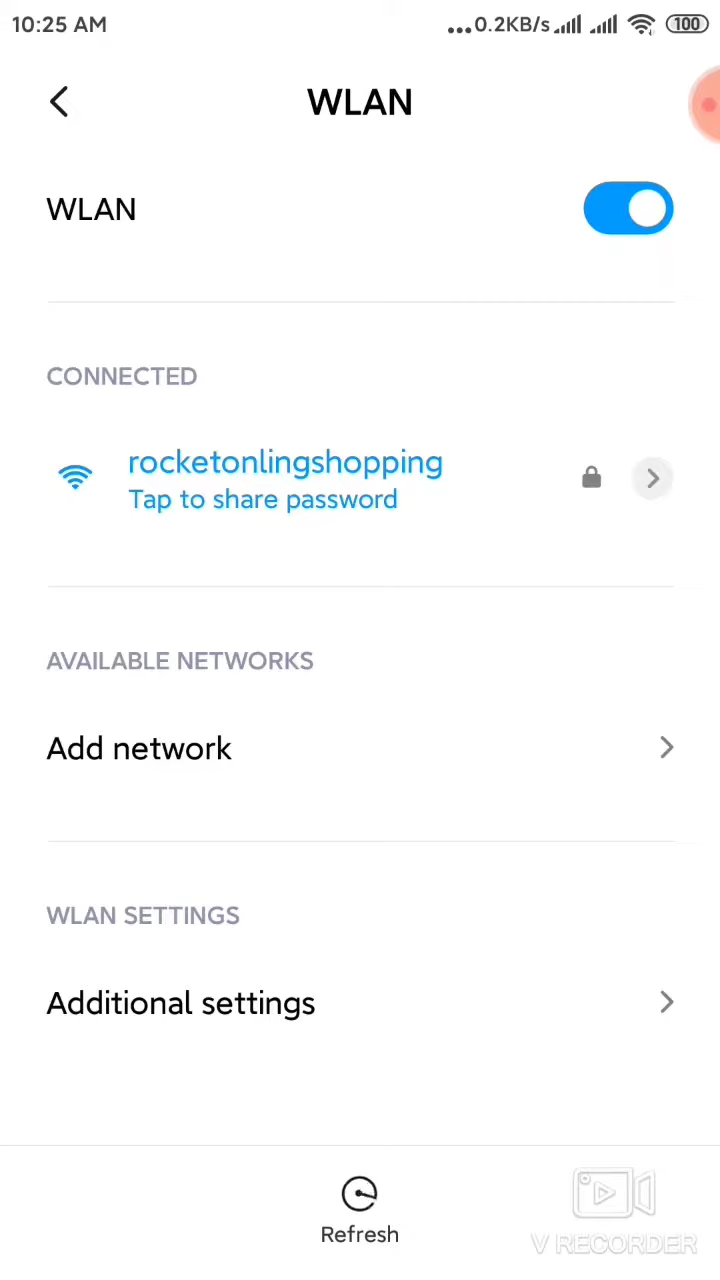 10:25 AM ...0.2KB/s 100
WLAN
WLAN
CONNECTED
rocketonlingshopping
Tap to share password
AVAILABLE NETWORKS
Add network
WLAN SETTINGS
Additional settings
Refresh
V RECORDER